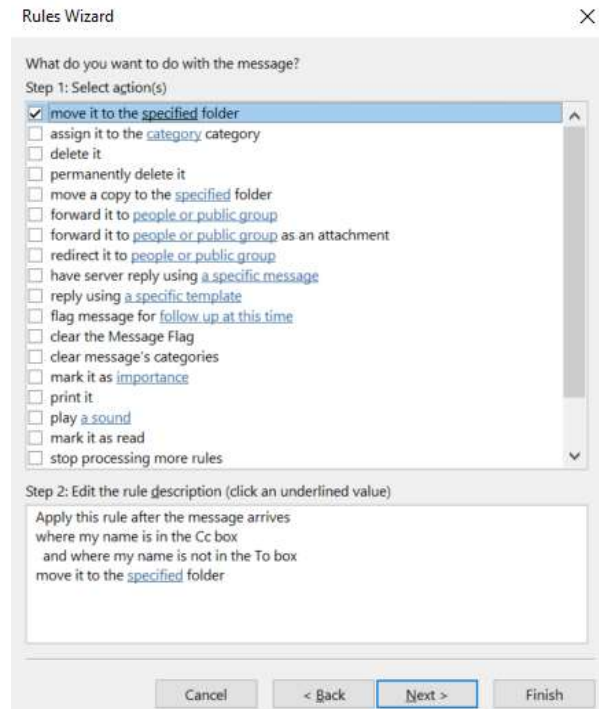 Rules Wizard
What do you want to do with the message?
Step 1: Select action(s)
move it to the specified folder
assign it to the category category
delete it
permanently delete it
move a copy to the specified folder
forward it to people or public group
forward it to people or public group as an attachment
redirect it to people or public group
have server reply using a specific message
reply using a specific template
flag message for follow up at this time
clear the Message Flag
clear message's categories
mark it as importance
print it
play a sound
mark it as read
stop processing more rules
Step 2: Edit the rule description (click an underlined value)
Apply this rule after the message arrives
where my name is in the Cc box
and where my name is not in the To box
move it to the specified folder
Cancel < Back Next > Finish